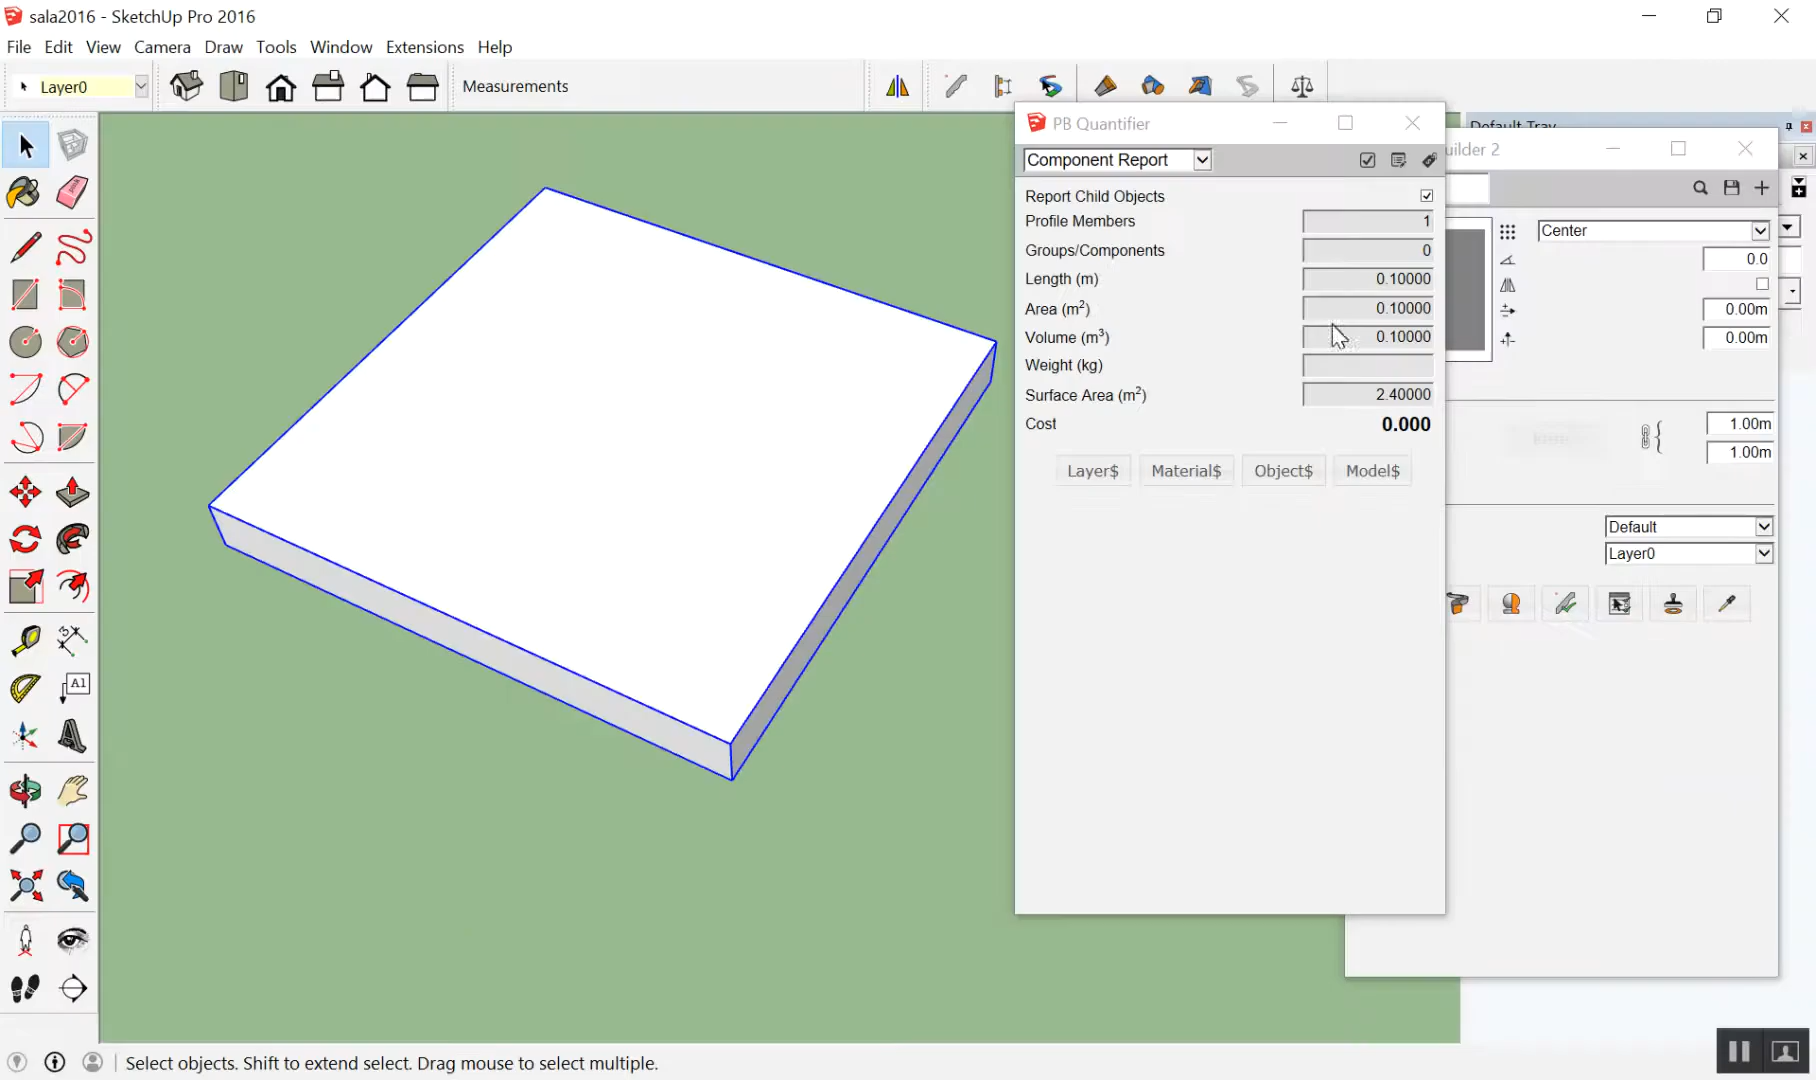 sala2016 - SketchUp Pro 2016
File Edit View Camera Draw Tools Window Extensions Help
Layer0
Measurements
PB Quantifier
Default Tray
uilder 2
Component Report
Report Child Objects
Profile Members 1
Groups/Components 0
Length (m) 0.10000
Area (m²) 0.10000
Volume (m³) 0.10000
Weight (kg)
Surface Area (m²) 2.40000
Cost 0.000
Layer$ Material$ Object$ Model$
Center
0.0
0.00m
0.00m
1.00m
1.00m
Default
Layer0
A1
Select objects. Shift to extend select. Drag mouse to select multiple.